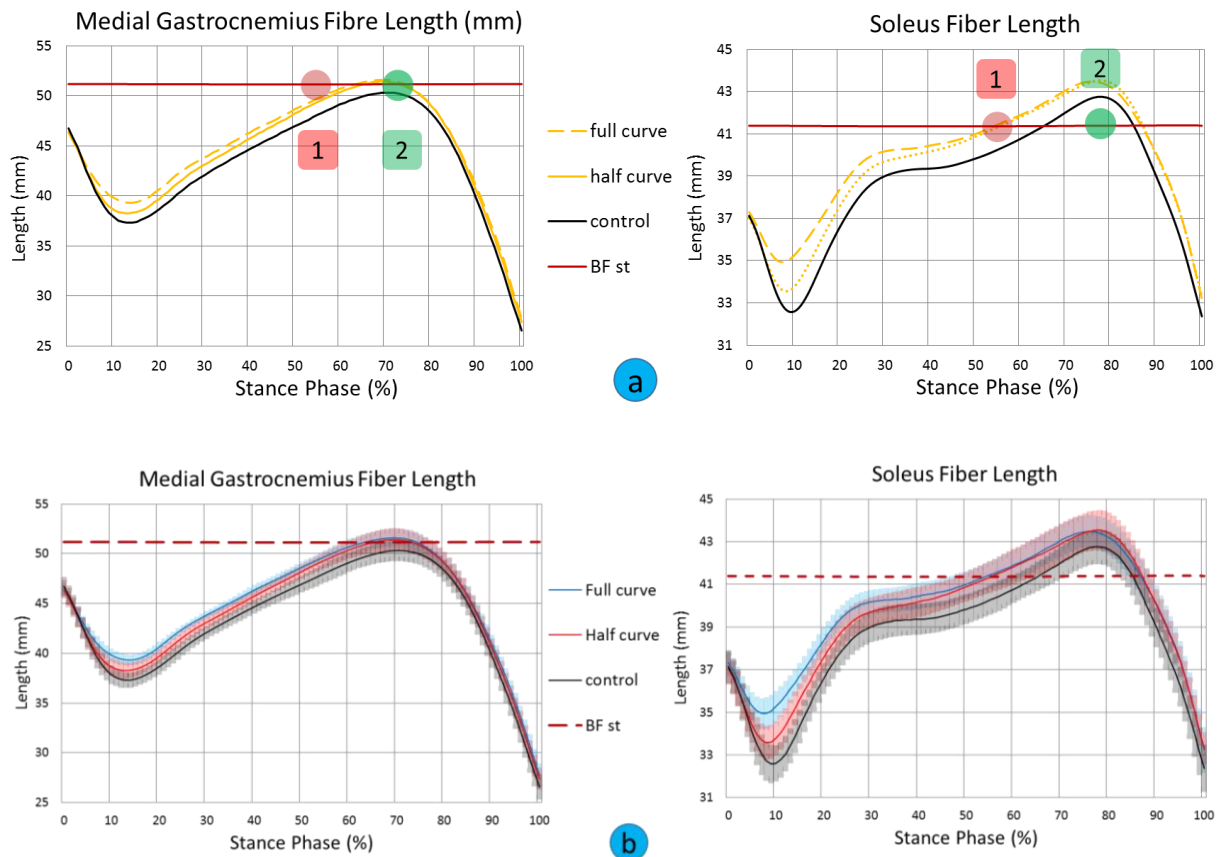 Medial Gastrocnemius Fibre Length (mm)
55
50
45
40
35
30
25
Length (mm)
1
2
0 10 20 30 40 50 60 70 80 90 100
Stance Phase (%)
full curve
half curve
control
BF st
Soleus Fiber Length
45
43
41
39
37
35
33
31
Length (mm)
1
2
0 10 20 30 40 50 60 70 80 90 100
Stance Phase (%)
a
Medial Gastrocnemius Fiber Length
55
50
45
40
35
30
25
Length (mm)
0 10 20 30 40 50 60 70 80 90 100
Stance Phase (%)
Full curve
Half curve
control
BF st
Soleus Fiber Length
45
43
41
39
37
35
33
31
Length (mm)
0 10 20 30 40 50 60 70 80 90 100
Stance Phase (%)
b